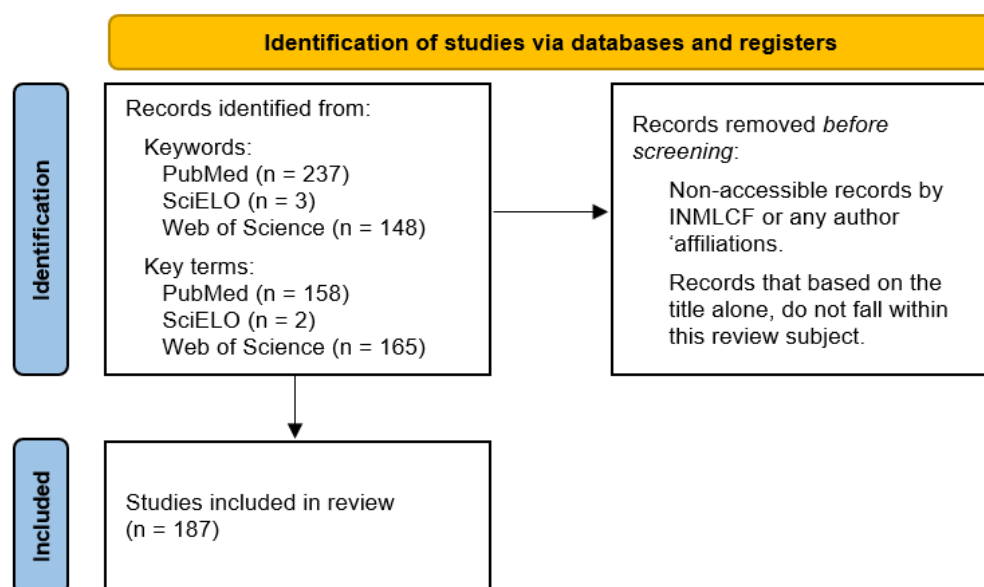 Identification of studies via databases and registers
Identification
Records identified from:
Keywords:
PubMed (n = 237)
SciELO (n = 3)
Web of Science (n = 148)
Key terms:
PubMed (n = 158)
SciELO (n = 2)
Web of Science (n = 165)
Records removed before
screening:
Non-accessible records by
INMLCF or any author
‘affiliations.
Records that based on the
title alone, do not fall within
this review subject.
Included
Studies included in review
(n = 187)